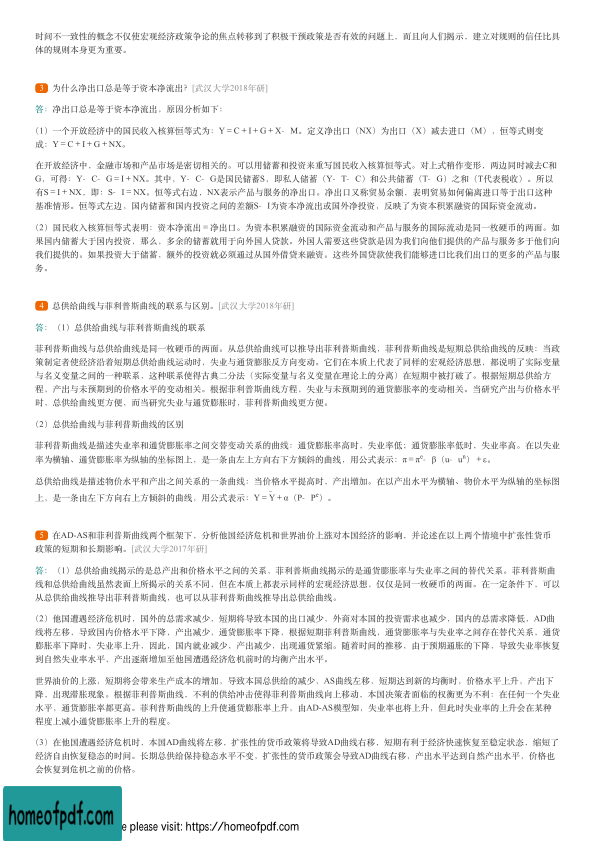 时间不一致性的概念不仅使宏观经济政策争论的焦点转移到了积极干预政策是否有效的问题上，而且向人们揭示，建立对规则的信任比具
体的规则本身更为重要。
3 为什么净出口总是等于资本净流出？[武汉大学2018年研]
答：净出口总是等于资本净流出，原因分析如下：
（1）一个开放经济中的国民收入核算恒等式为：Y＝C＋I＋G＋X－M。定义净出口（NX）为出口（X）减去进口（M），恒等式则变
成：Y＝C＋I＋G＋NX。
在开放经济中，金融市场和产品市场是密切相关的。可以用储蓄和投资来重写国民收入核算恒等式。对上式稍作变形，两边同时减去C和
G，可得：Y－C－G＝I＋NX。其中，Y－C－G是国民储蓄S，即私人储蓄（Y－T－C）和公共储蓄（T－G）之和（T代表税收）。所以
有S＝I＋NX，即：S－I＝NX。恒等式右边，NX表示产品与服务的净出口。净出口又称贸易余额，表明贸易如何偏离进口等于出口这种
基准情形。恒等式左边，国内储蓄和国内投资之间的差额S－I为资本净流出或国外净投资，反映了为资本积累融资的国际资金流动。
（2）国民收入核算恒等式表明：资本净流出＝净出口。为资本积累融资的国际资金流动和产品与服务的国际流动是同一枚硬币的两面。如
果国内储蓄大于国内投资，那么，多余的储蓄就用于向外国人贷款。外国人需要这些贷款是因为我们向他们提供的产品与服务多于他们向
我们提供的。如果投资大于储蓄，额外的投资就必须通过从国外借贷来融资。这些外国贷款使我们能够进口比我们出口的更多的产品与服
务。
4 总供给曲线与菲利普斯曲线的联系与区别。[武汉大学2018年研]
答：（1）总供给曲线与菲利普斯曲线的联系
菲利普斯曲线与总供给曲线是同一枚硬币的两面。从总供给曲线可以推导出菲利普斯曲线，菲利普斯曲线是短期总供给曲线的反映：当政
策制定者使经济沿着短期总供给曲线运动时，失业与通货膨胀反方向变动。它们在本质上代表了同样的宏观经济思想，都说明了实际变量
与名义变量之间的一种联系，这种联系使得古典二分法（实际变量与名义变量在理论上的分离）在短期中被打破了。根据短期总供给方
程，产出与未预期到的价格水平的变动相关。根据菲利普斯曲线方程，失业与未预期到的通货膨胀率的变动相关。当研究产出与价格水平
时，总供给曲线更方便，而当研究失业与通货膨胀时，菲利普斯曲线更方便。
（2）总供给曲线与菲利普斯曲线的区别
菲利普斯曲线是描述失业率和通货膨胀率之间交替变动关系的曲线：通货膨胀率高时，失业率低；通货膨胀率低时，失业率高。在以失业
率为横轴、通货膨胀率为纵轴的坐标图上，是一条由左上方向右下方倾斜的曲线，用公式表示：π＝πᵉ－β（u－uⁿ）＋ε。
总供给曲线是描述物价水平和产出之间关系的一条曲线：当价格水平提高时，产出增加。在以产出水平为横轴、物价水平为纵轴的坐标图
上，是一条由左下方向右上方倾斜的曲线，用公式表示：Y＝Ȳ＋α（P－Pᵉ）。
5 在AD-AS和菲利普斯曲线两个框架下，分析他国经济危机和世界油价上涨对本国经济的影响，并论述在以上两个情境中扩张性货币
政策的短期和长期影响。[武汉大学2017年研]
答：（1）总供给曲线揭示的是总产出和价格水平之间的关系，菲利普斯曲线揭示的是通货膨胀率与失业率之间的替代关系。菲利普斯曲
线和总供给曲线虽然表面上所揭示的关系不同，但在本质上都表示同样的宏观经济思想，仅仅是同一枚硬币的两面。在一定条件下，可以
从总供给曲线推导出菲利普斯曲线，也可以从菲利普斯曲线推导出总供给曲线。
（2）他国遭遇经济危机时，国外的总需求减少，短期将导致本国的出口减少，外商对本国的投资需求也减少，国内的总需求降低，AD曲
线将左移，导致国内价格水平下降，产出减少，通货膨胀率下降，根据短期菲利普斯曲线，通货膨胀率与失业率之间存在替代关系，通货
膨胀率下降时，失业率上升，因此，国内就业减少，产出减少，出现通货紧缩。随着时间的推移，由于预期通胀的下降，导致失业率恢复
到自然失业率水平，产出逐渐增加至他国遭遇经济危机前时的均衡产出水平。
世界油价的上涨，短期将会带来生产成本的增加，导致本国总供给的减少，AS曲线左移，短期达到新的均衡时，价格水平上升，产出下
降，出现滞胀现象。根据菲利普斯曲线，不利的供给冲击使得菲利普斯曲线向上移动，本国决策者面临的权衡更为不利：在任何一个失业
水平，通货膨胀率都更高。菲利普斯曲线的上升使通货膨胀率上升，由AD-AS模型知，失业率也将上升，但此时失业率的上升会在某种
程度上减小通货膨胀率上升的程度。
（3）在他国遭遇经济危机时，本国AD曲线将左移，扩张性的货币政策将导致AD曲线右移，短期有利于经济快速恢复至稳定状态，缩短了
经济自由恢复稳态的时间。长期总供给保持稳态水平不变，扩张性的货币政策会导致AD曲线右移，产出水平达到自然产出水平，价格也
会恢复到危机之前的价格。
homeofpdf.com
e please visit: https://homeofpdf.com